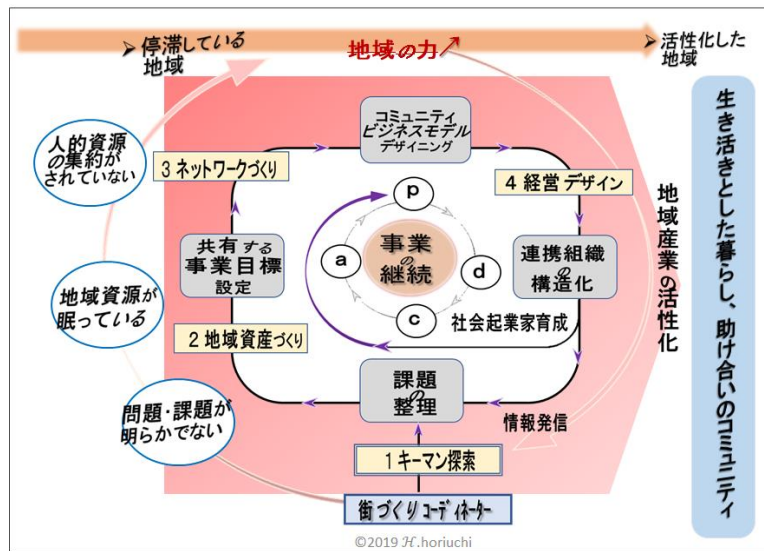 ➢停滞している
地域
地域の力↗
➢活性化した
地域
人的資源
の集約が
されていない
地域資源が
眠っている
問題・課題が
明らかでない
コミュニティ
ビジネスモデル
デザイニング
3 ネットワークづくり
4 経営 デザイン
共有する
事業目標
設定
連携組織
の
構造化
p
d
c
a
事業
の
継続
社会起業家育成
2 地域資産づくり
課題
の
整理
情報発信
1 キーマン探索
街づくりコーディネーター
地域産業の活性化
生き活きとした暮らし、助け合いのコミュニティ
©2019 H.horiuchi